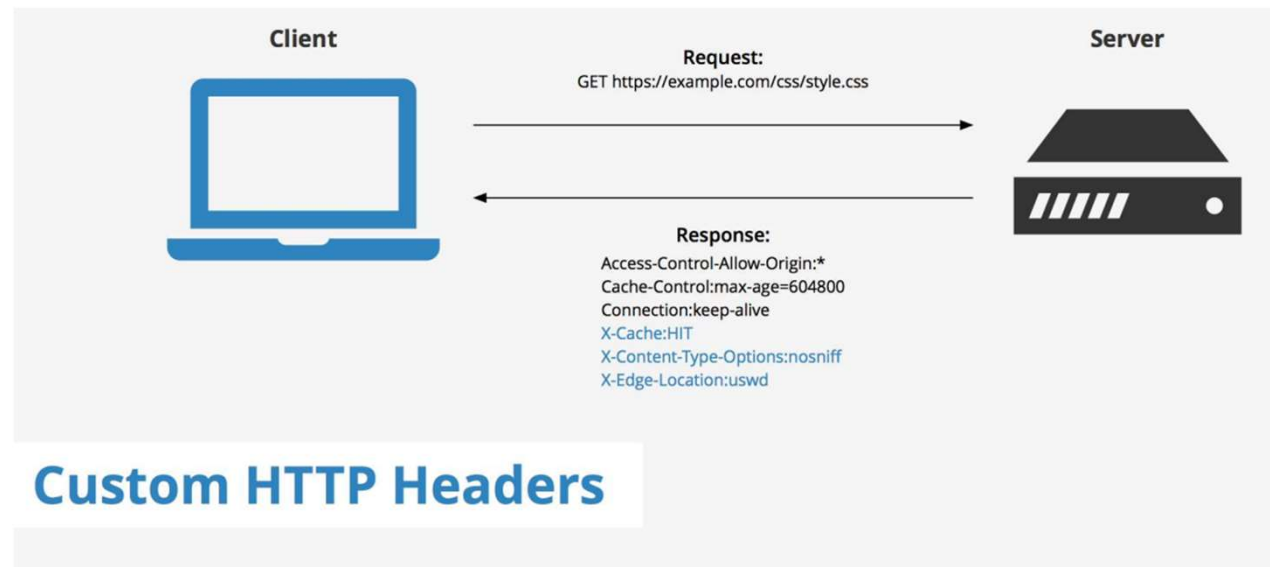 Client
Server
Request:
GET https://example.com/css/style.css
Response:
Access-Control-Allow-Origin:*
Cache-Control:max-age=604800
Connection:keep-alive
X-Cache:HIT
X-Content-Type-Options:nosniff
X-Edge-Location:uswd
Custom HTTP Headers